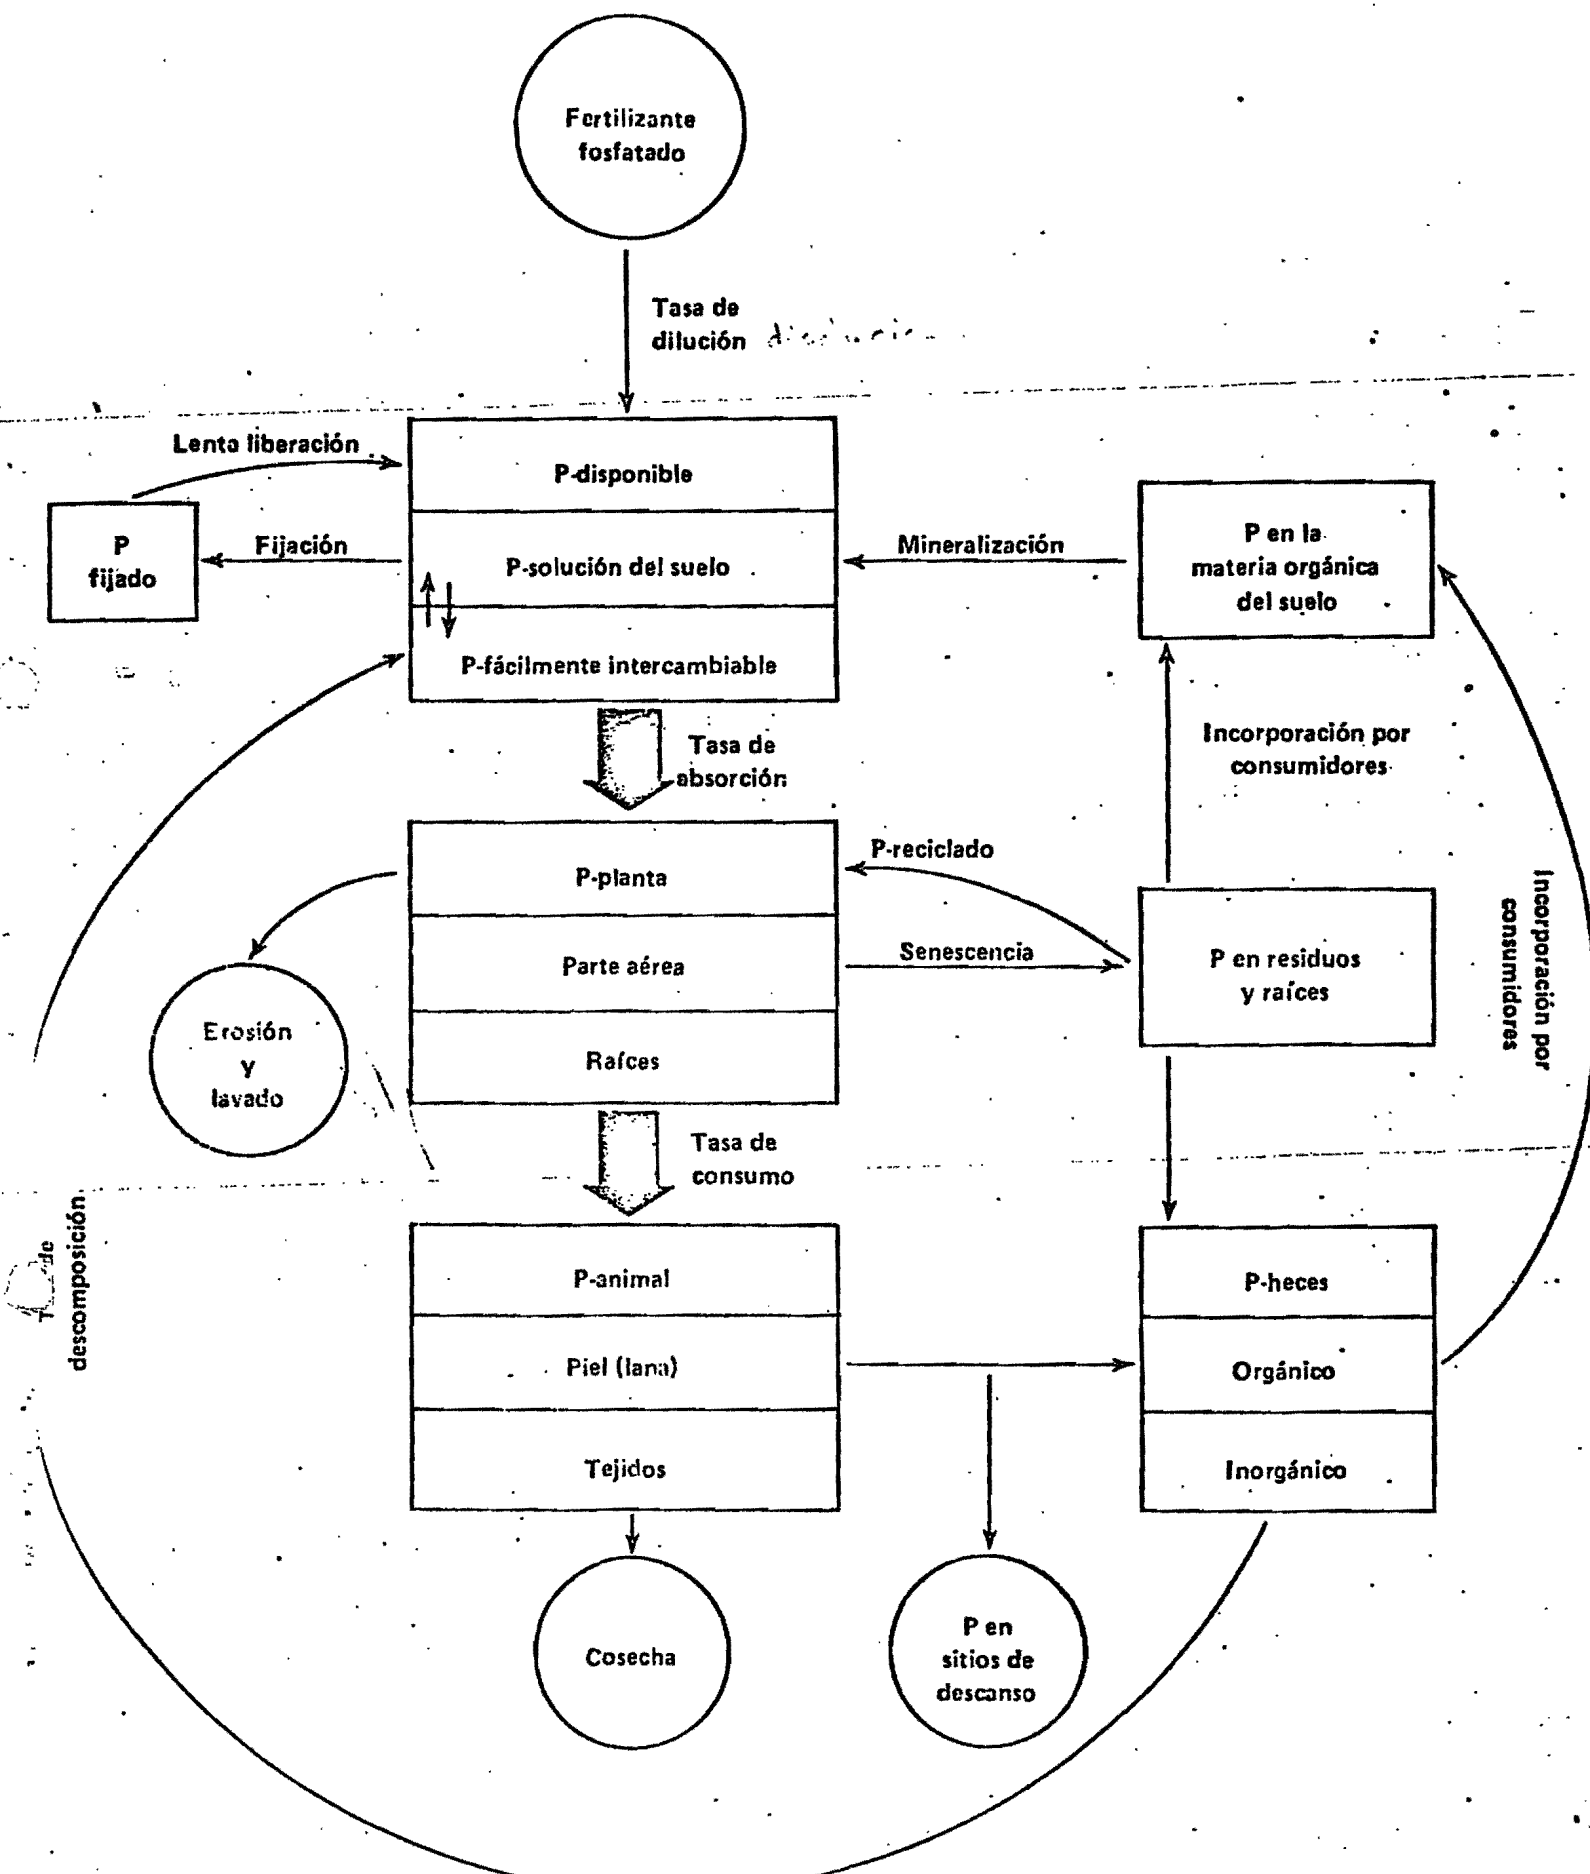 Fertilizante
fosfatado
Tasa de
dilución
Lenta liberación
P-disponible
P
fijado
Fijación
P-solución del suelo
Mineralización
P en la
materia orgánica
del suelo
P-fácilmente intercambiable
Tasa de
absorción
Incorporación por
consumidores
P-reciclado
P-planta
Senescencia
Parte aérea
P en residuos
y raíces
Incorporación por
consumidores
Erosión
y
lavado
Raíces
Tasa de
consumo
de
descomposición
P-animal
P-heces
Piel (lana)
Orgánico
Tejidos
Inorgánico
Cosecha
P en
sitios de
descanso